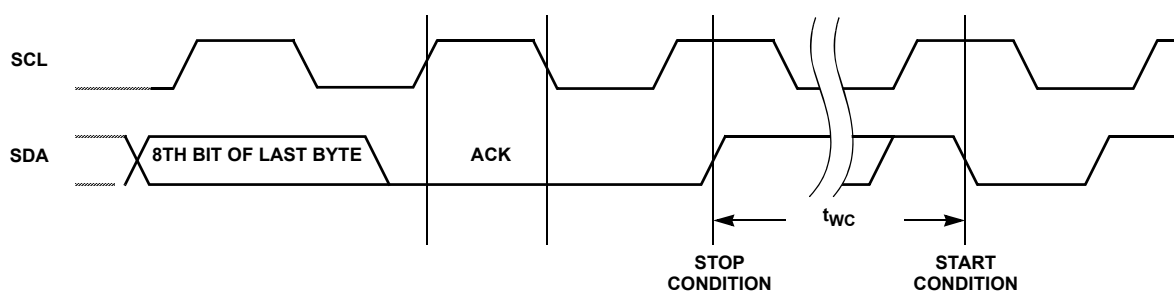 SCL
SDA
8TH BIT OF LAST BYTE
ACK
tWC
STOP
CONDITION
START
CONDITION